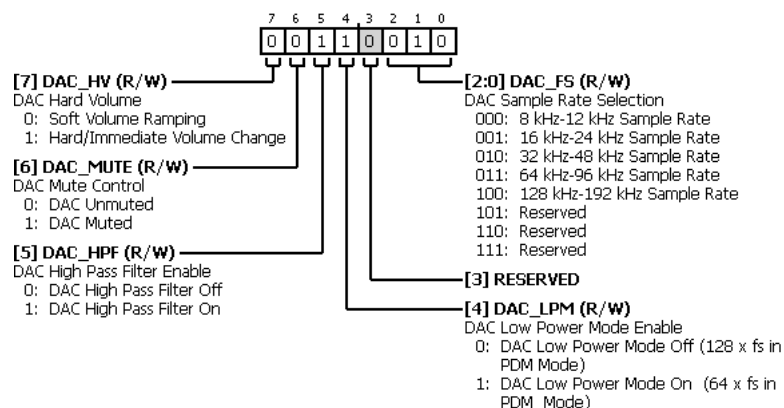 7 6 5 4 3 2 1 0
0 0 1 1 0 0 1 0
[7] DAC_HV (R/W)
DAC Hard Volume
0: Soft Volume Ramping
1: Hard/Immediate Volume Change
[6] DAC_MUTE (R/W)
DAC Mute Control
0: DAC Unmuted
1: DAC Muted
[5] DAC_HPF (R/W)
DAC High Pass Filter Enable
0: DAC High Pass Filter Off
1: DAC High Pass Filter On
[2:0] DAC_FS (R/W)
DAC Sample Rate Selection
000: 8 kHz-12 kHz Sample Rate
001: 16 kHz-24 kHz Sample Rate
010: 32 kHz-48 kHz Sample Rate
011: 64 kHz-96 kHz Sample Rate
100: 128 kHz-192 kHz Sample Rate
101: Reserved
110: Reserved
111: Reserved
[3] RESERVED
[4] DAC_LPM (R/W)
DAC Low Power Mode Enable
0: DAC Low Power Mode Off (128 x fs in
PDM Mode)
1: DAC Low Power Mode On (64 x fs in
PDM Mode)